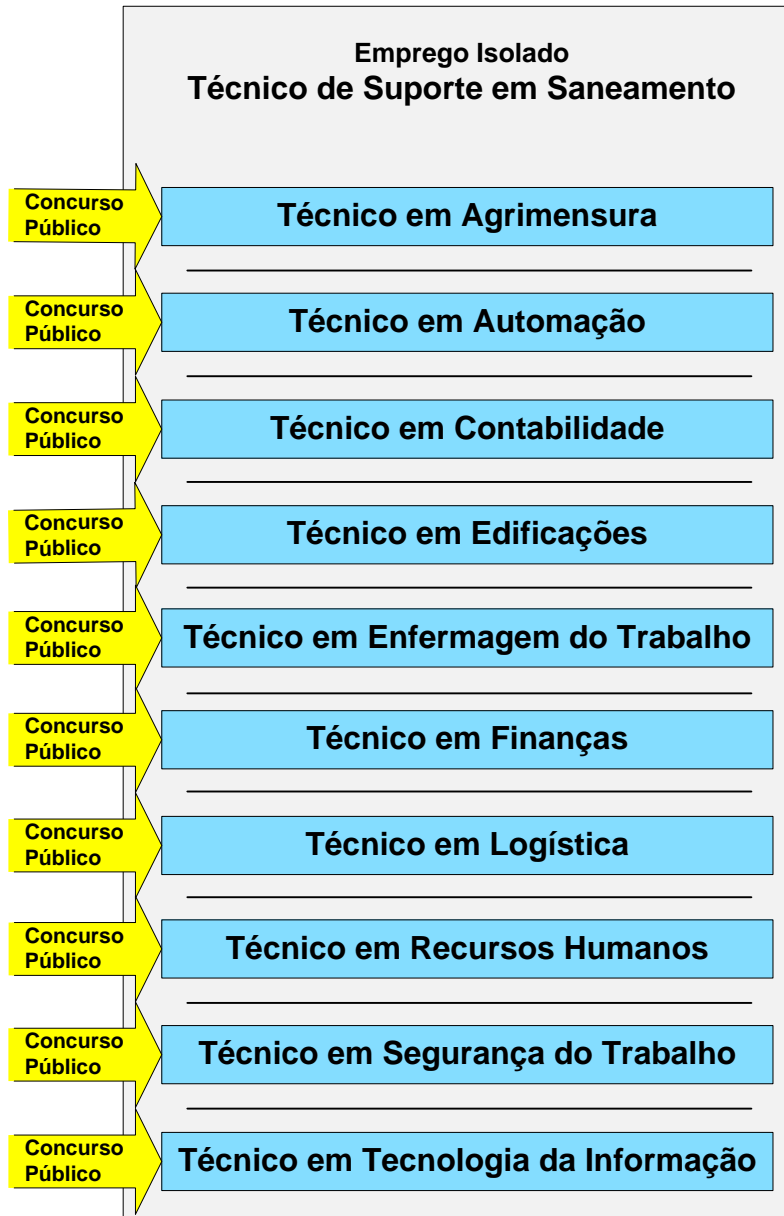 Emprego Isolado
Técnico de Suporte em Saneamento
Concurso
Público
Técnico em Agrimensura
Concurso
Público
Técnico em Automação
Concurso
Público
Técnico em Contabilidade
Concurso
Público
Técnico em Edificações
Concurso
Público
Técnico em Enfermagem do Trabalho
Concurso
Público
Técnico em Finanças
Concurso
Público
Técnico em Logística
Concurso
Público
Técnico em Recursos Humanos
Concurso
Público
Técnico em Segurança do Trabalho
Concurso
Público
Técnico em Tecnologia da Informação